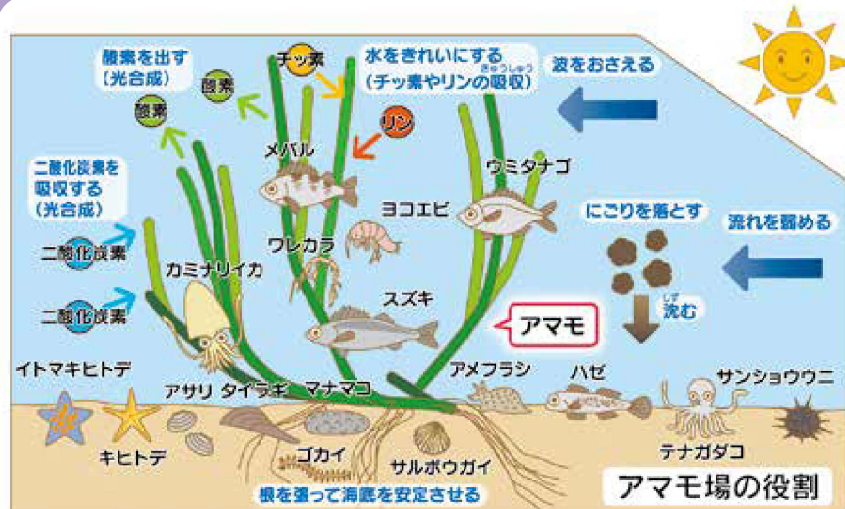 酸素を出す
(光合成)
酸素
酸素
チッ素
水をきれいにする
きゅうしゅう
(チッ素やリンの吸収)
リン
波をおさえる
二酸化炭素を
吸収する
(光合成)
二酸化炭素
二酸化炭素
メバル
ウミタナゴ
ヨコエビ
ワレカラ
カミナリイカ
スズキ
にごりを落とす
流れを弱める
しず
沈む
アマモ
イトマキヒトデ
アサリ
タイラギ
マナマコ
アメフラシ
ハゼ
サンショウウニ
キヒトデ
ゴカイ
サルボウガイ
テナガダコ
根を張って海底を安定させる
アマモ場の役割